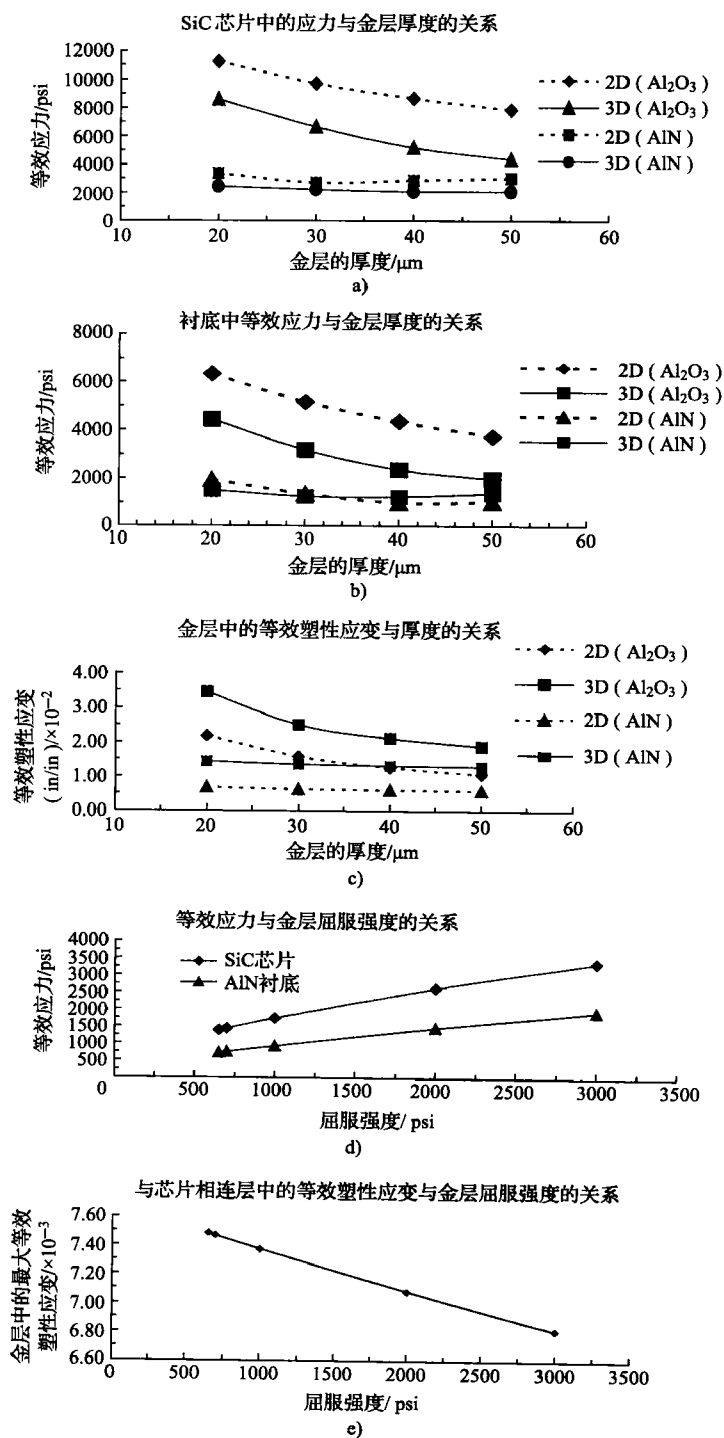 SiC芯片中的应力与金层厚度的关系
12000
10000
8000
6000
4000
2000
0
等效应力/psi
10 20 30 40 50 60
金层的厚度/μm
2D ( Al₂O₃ )
3D ( Al₂O₃ )
2D ( AlN )
3D ( AlN )
a)
衬底中等效应力与金层厚度的关系
8000
6000
4000
2000
0
等效应力/psi
10 20 30 40 50 60
金层的厚度/μm
2D ( Al₂O₃ )
3D ( Al₂O₃ )
2D ( AlN )
3D ( AlN )
b)
金层中的等效塑性应变与厚度的关系
4.00
3.00
2.00
1.00
0.00
等效塑性应变
( in/in )/×10⁻²
10 20 30 40 50 60
金层的厚度/μm
2D ( Al₂O₃ )
3D ( Al₂O₃ )
2D ( AlN )
3D ( AlN )
c)
等效应力与金层屈服强度的关系
4000
3500
3000
2500
2000
1500
1000
500
等效应力/psi
SiC芯片
AlN衬底
0 500 1000 1500 2000 2500 3000 3500
屈服强度/ psi
d)
与芯片相连层中的等效塑性应变与金层屈服强度的关系
7.60
7.40
7.20
7.00
6.80
6.60
金层中的最大等效
塑性应变/×10⁻³
0 500 1000 1500 2000 2500 3000 3500
屈服强度/ psi
e)